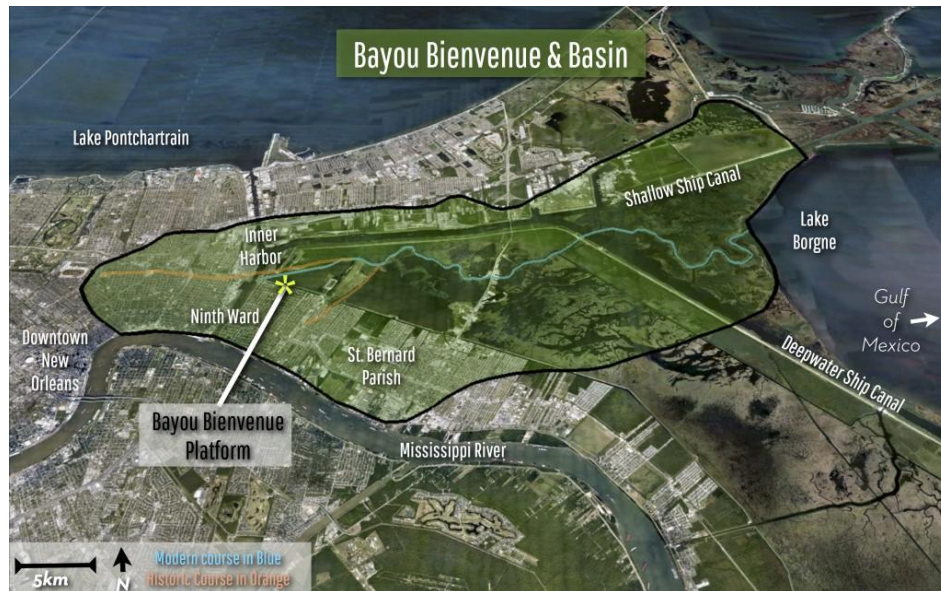 Bayou Bienvenue & Basin
Lake Pontchartrain
Shallow Ship Canal
Lake
Borgne
Inner
Harbor
Gulf
of
Mexico
Ninth Ward
Downtown
New
Orleans
St. Bernard
Parish
Deepwater Ship Canal
Bayou Bienvenue
Platform
Mississippi River
5km
N
Modern course in Blue
Historic Course in Orange